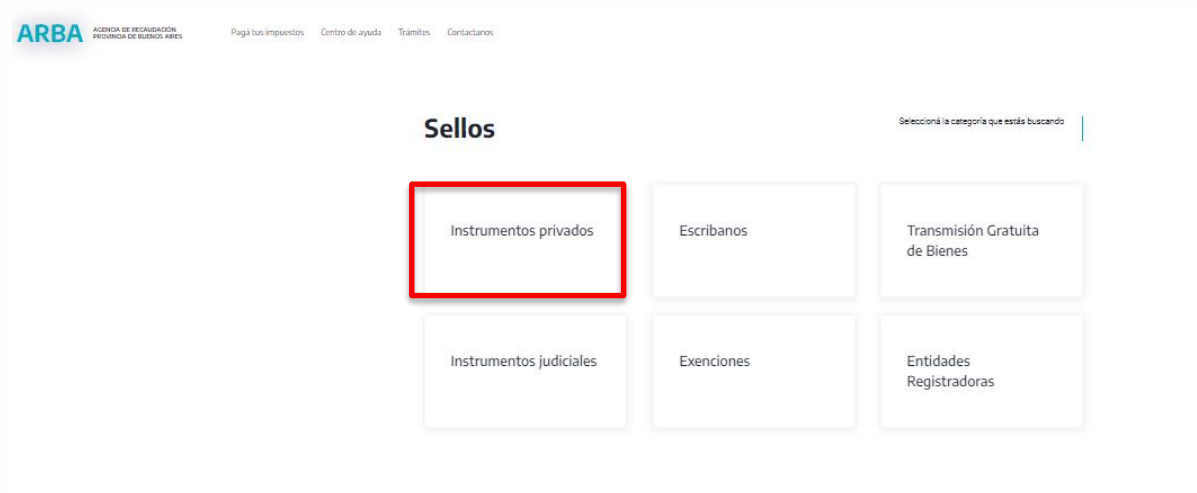 ARBA
AGENCIA DE RECAUDACIÓN
PROVINCIA DE BUENOS AIRES
Pagá tus impuestos
Centro de ayuda
Trámites
Contactanos
Sellos
Seleccioná la categoría que estás buscando
Instrumentos privados
Escribanos
Transmisión Gratuita
de Bienes
Instrumentos judiciales
Exenciones
Entidades
Registradoras